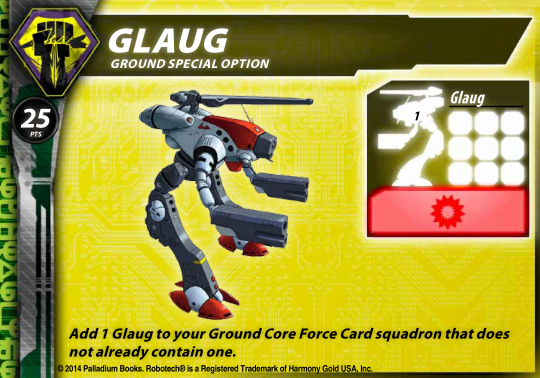 GLAUG
GROUND SPECIAL OPTION
25
PTS
Glaug
1
Add 1 Glaug to your Ground Core Force Card squadron that does
not already contain one.
© 2014 Palladium Books. Robotech® is a Registered Trademark of Harmony Gold USA, Inc.